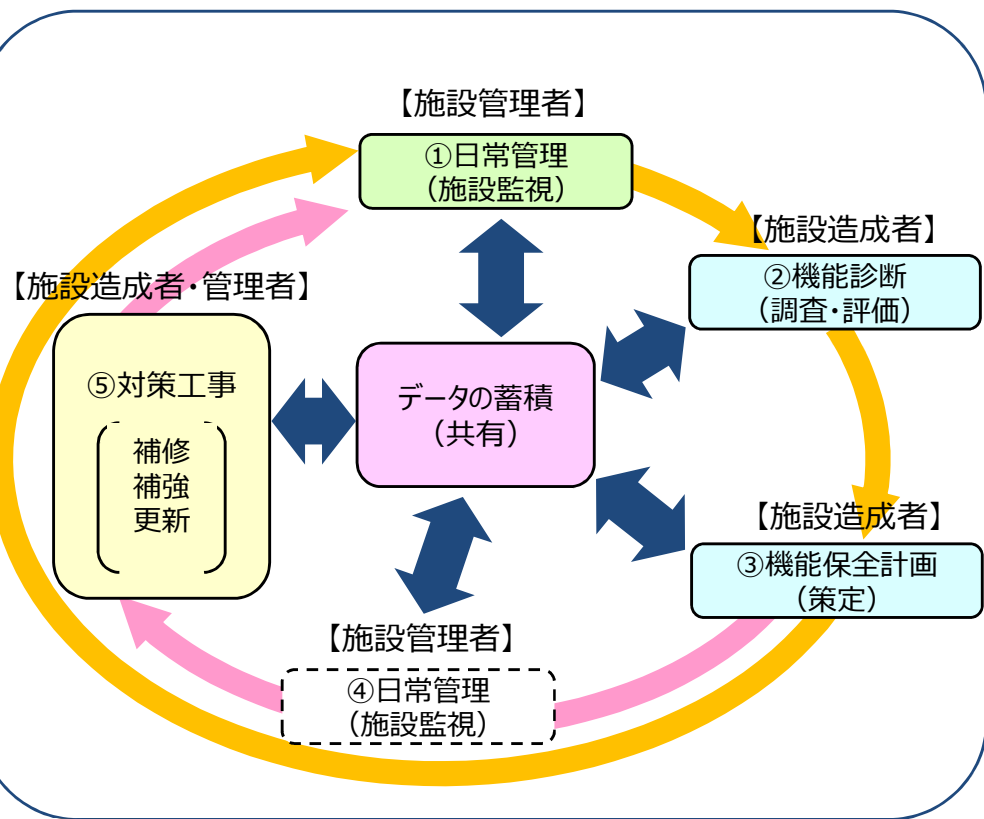 【施設管理者】
①日常管理
（施設監視）
【施設造成者】
②機能診断
（調査・評価）
【施設造成者・管理者】
⑤対策工事
補修
補強
更新
データの蓄積
（共有）
【施設造成者】
③機能保全計画
（策定）
【施設管理者】
④日常管理
（施設監視）